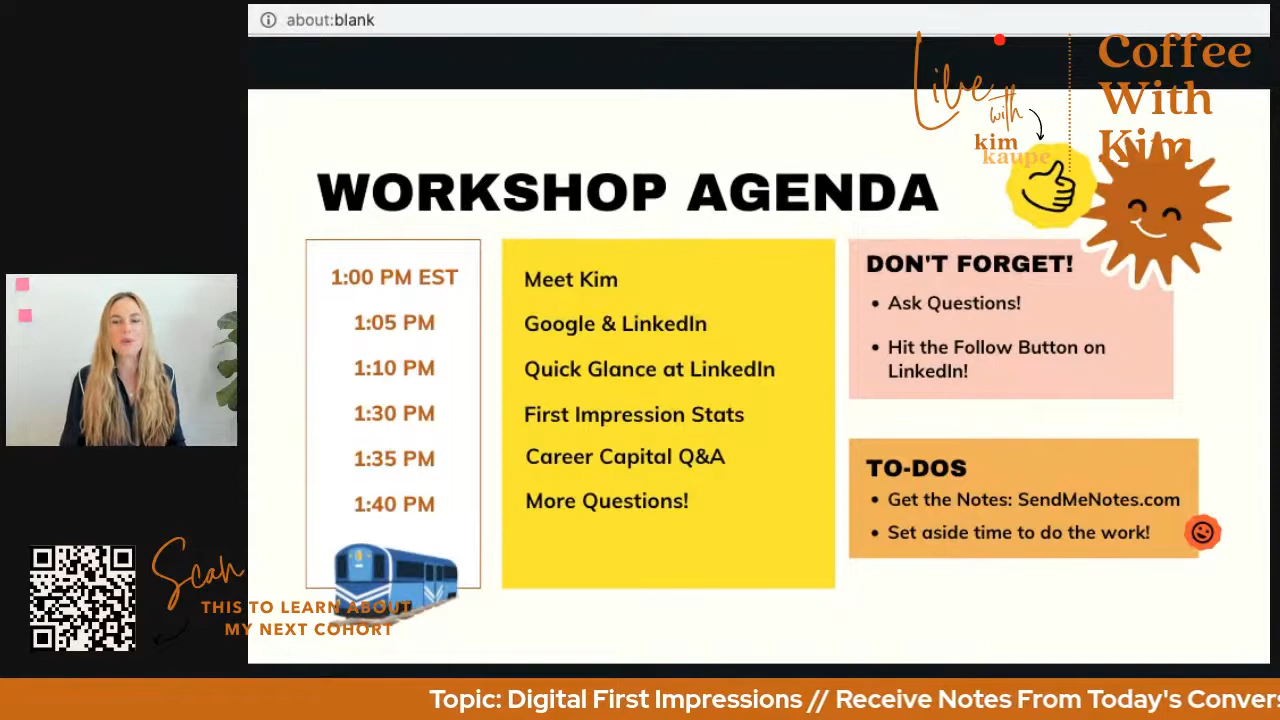 about:blank
Live
with
kim
kaupe
Coffee
With
Kim
WORKSHOP AGENDA
1:00 PM EST
Meet Kim
1:05 PM
Google & LinkedIn
1:10 PM
Quick Glance at LinkedIn
1:30 PM
First Impression Stats
1:35 PM
Career Capital Q&A
1:40 PM
More Questions!
DON'T FORGET!
• Ask Questions!
• Hit the Follow Button on
LinkedIn!
TO-DOS
• Get the Notes: SendMeNotes.com
• Set aside time to do the work!
Scan
THIS TO LEARN ABOUT
MY NEXT COHORT
Topic: Digital First Impressions // Receive Notes From Today's Convers